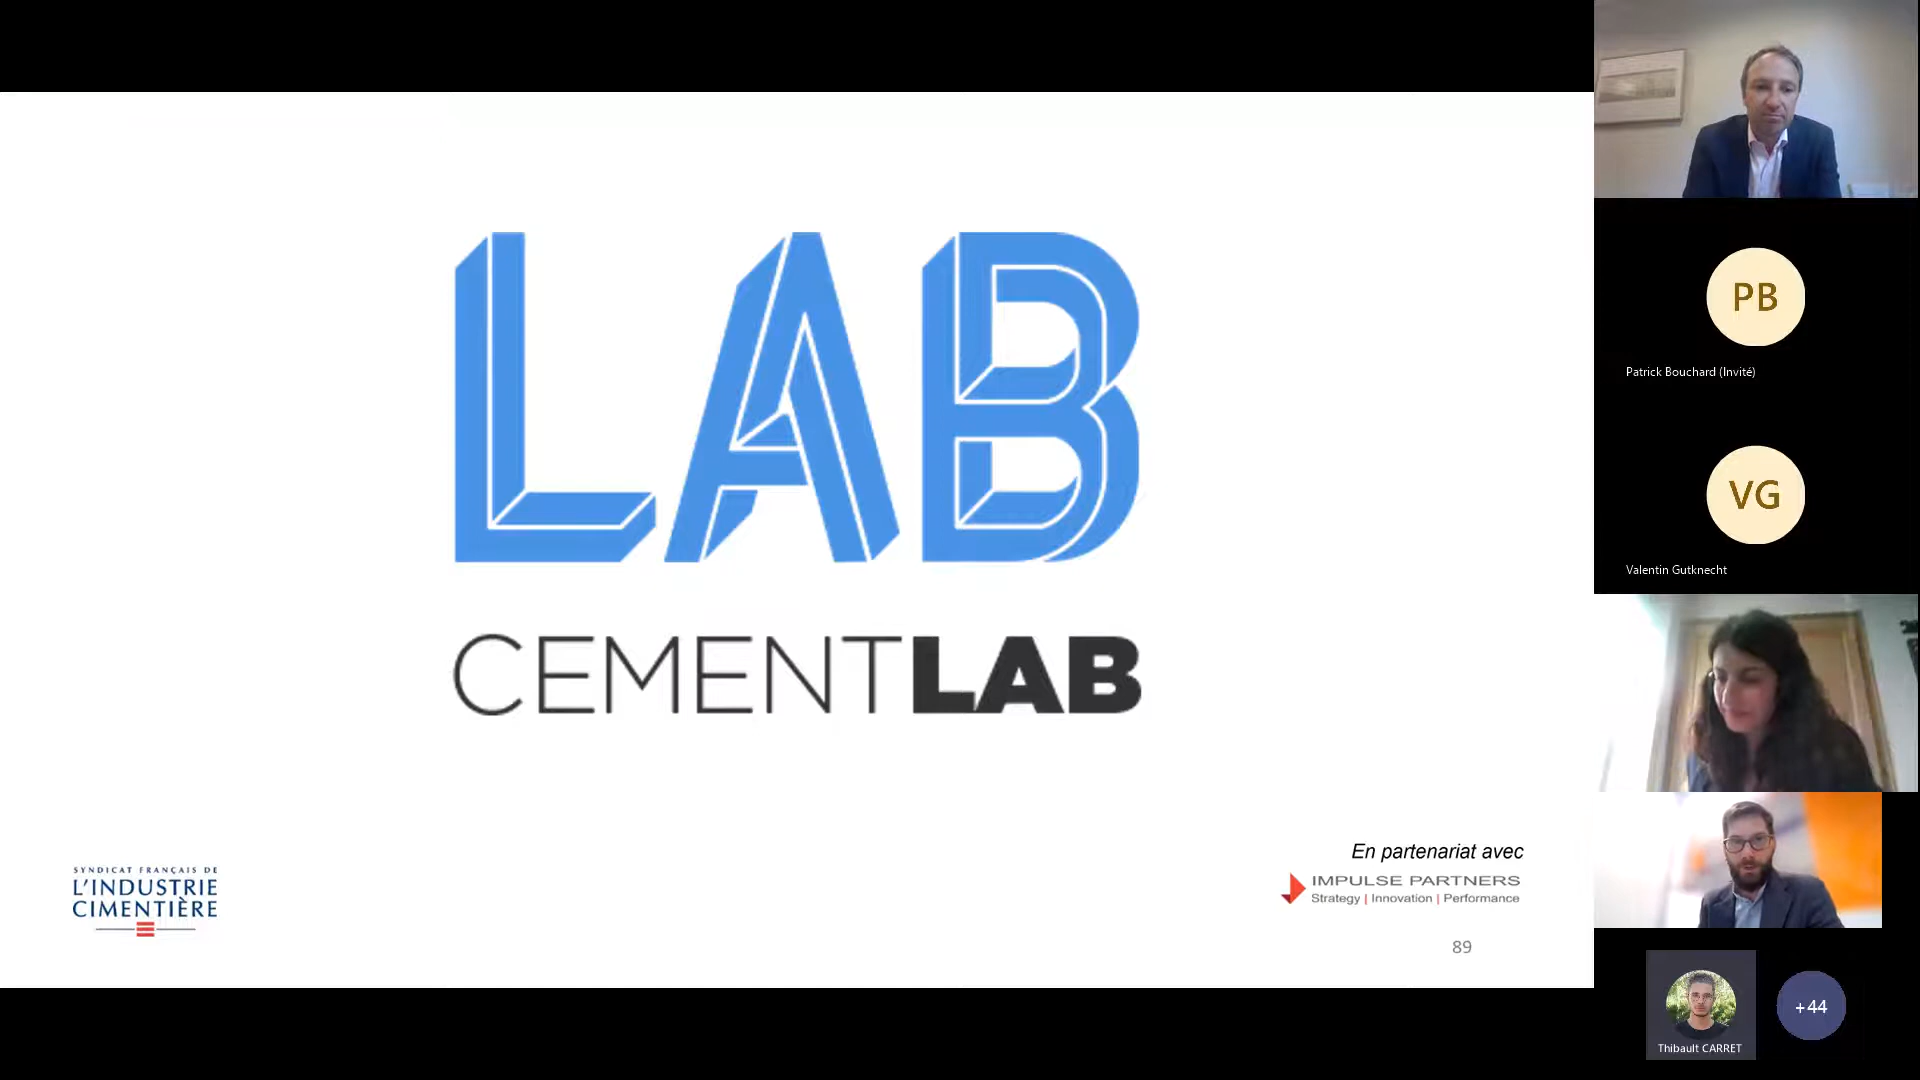 LAB
CEMENTLAB
SYNDICAT FRANÇAIS DE
L'INDUSTRIE
CIMENTIÈRE
En partenariat avec
IMPULSE PARTNERS
Strategy | Innovation | Performance
89
PB
Patrick Bouchard (Invité)
VG
Valentin Gutknecht
Thibault CARRET
+44